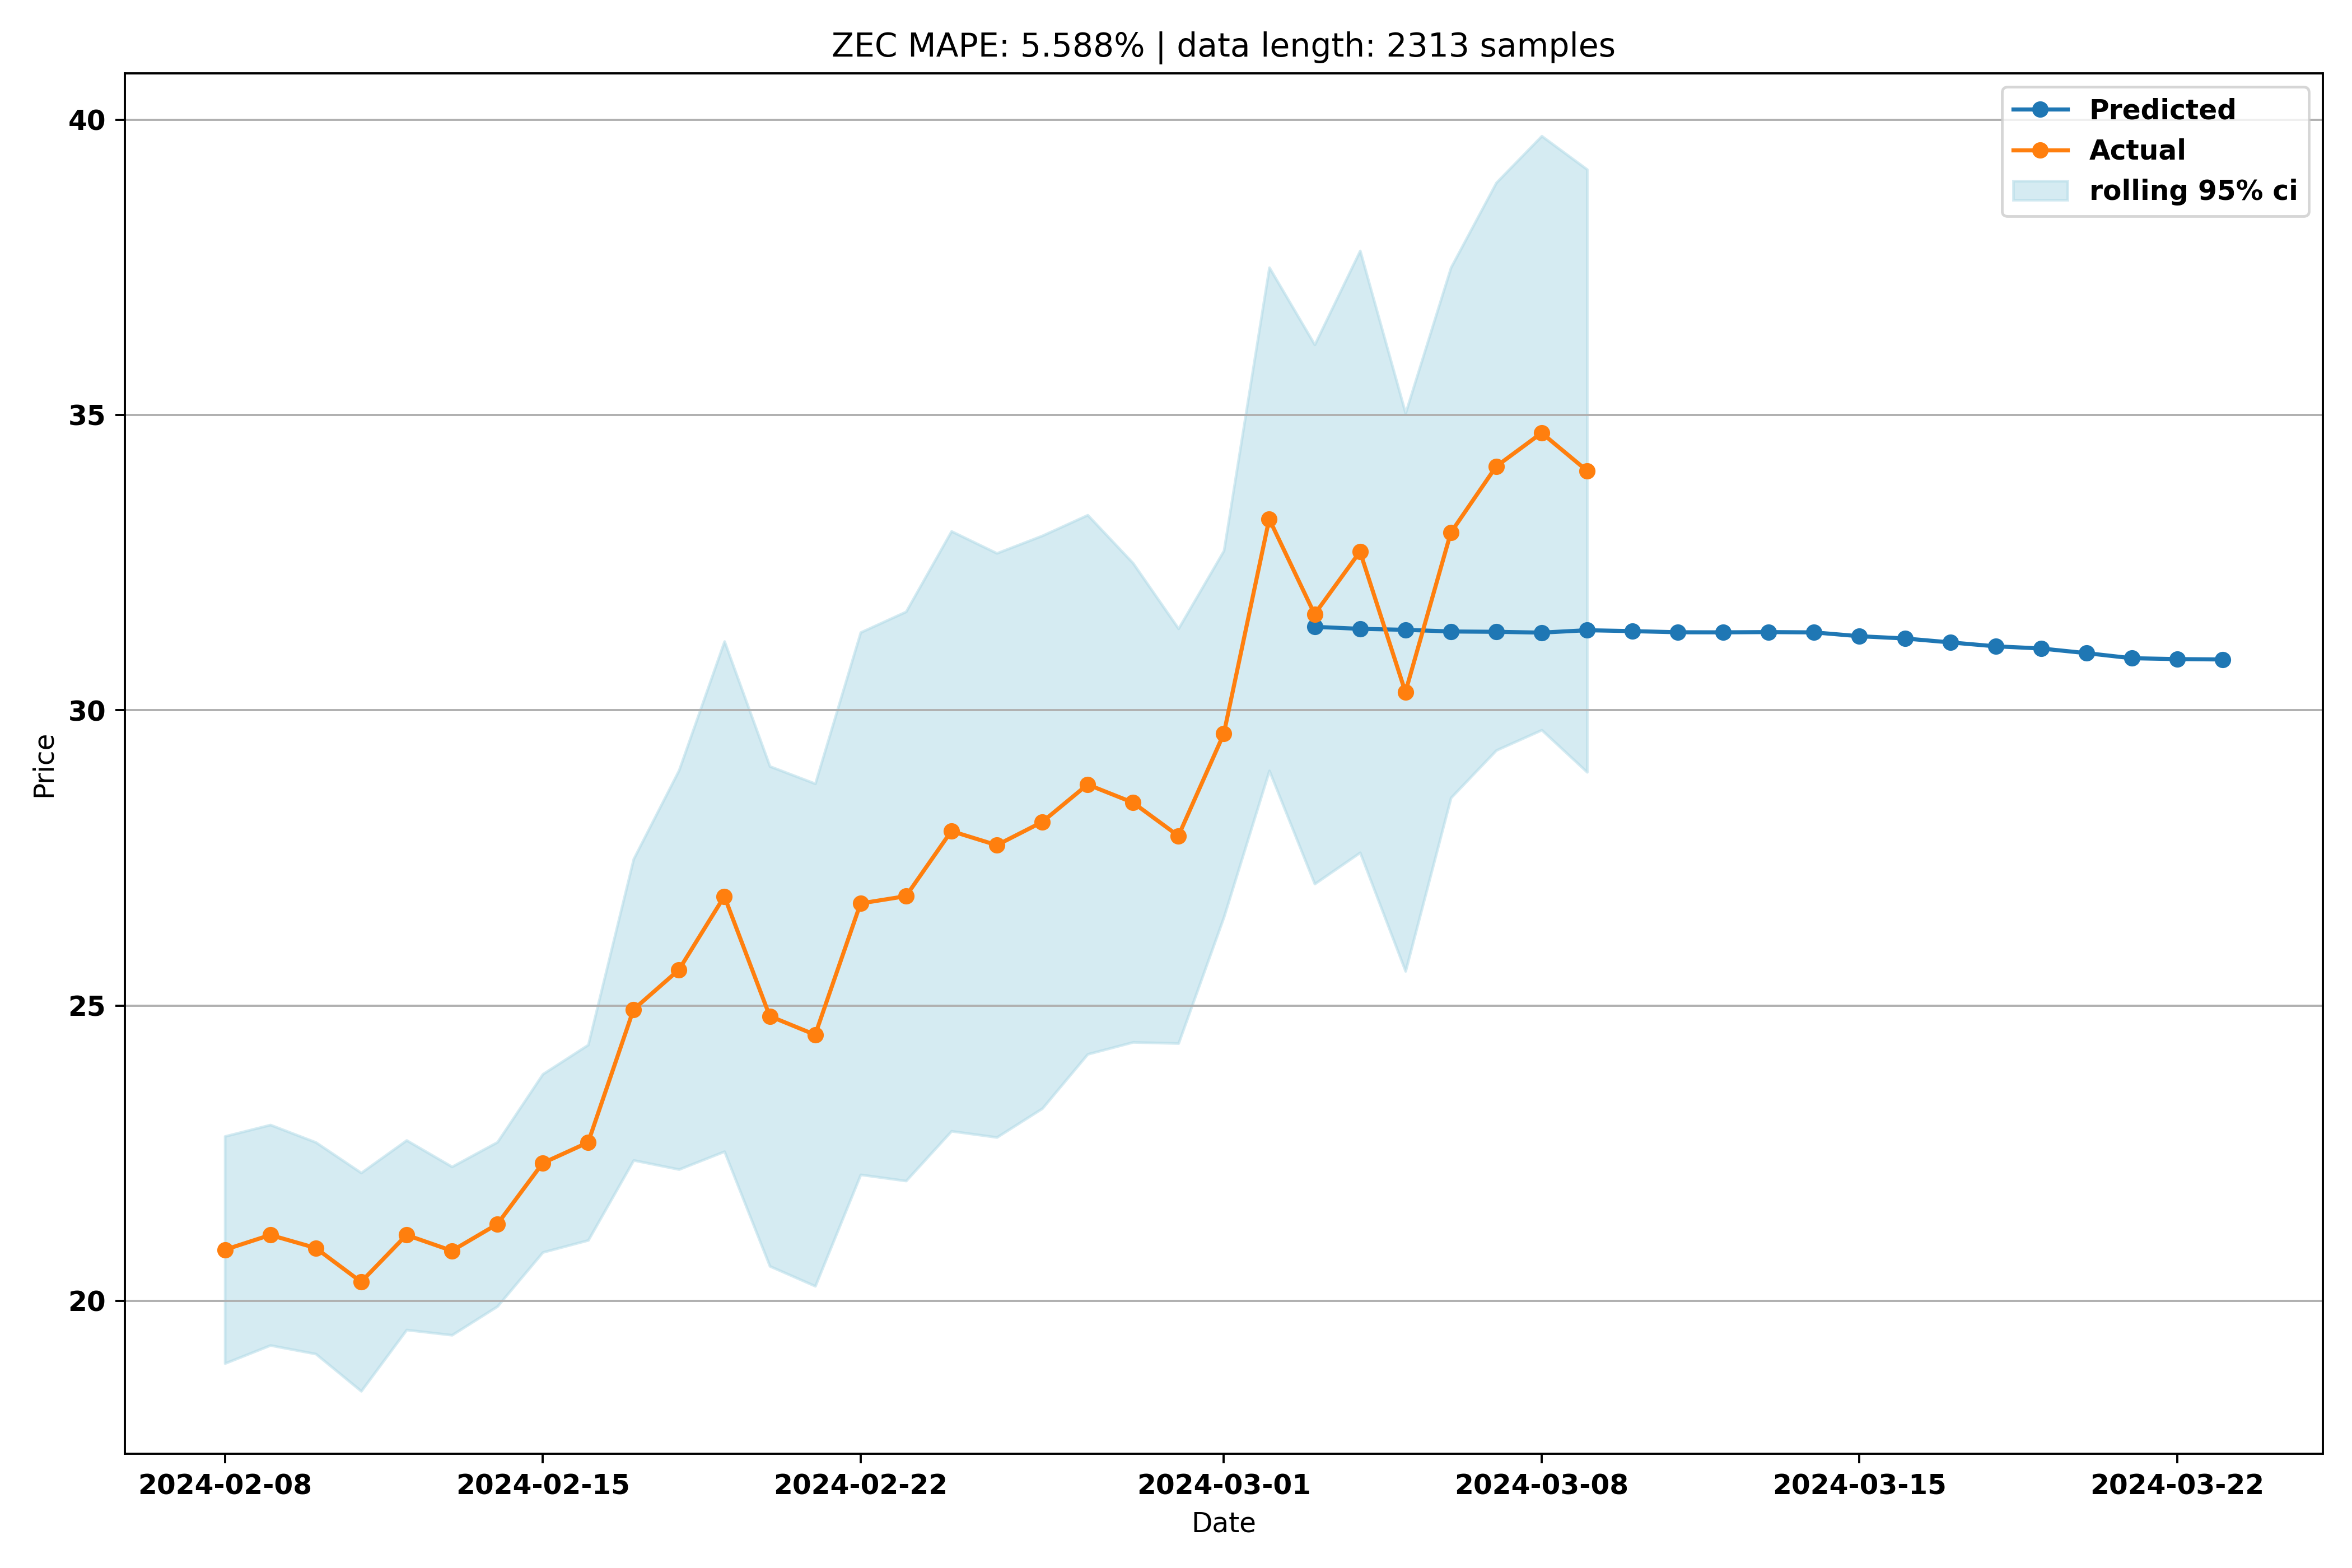 ZEC MAPE: 5.588% | data length: 2313 samples
Predicted
Actual
rolling 95% ci
40
35
30
25
20
Price
2024-02-08
2024-02-15
2024-02-22
2024-03-01
2024-03-08
2024-03-15
2024-03-22
Date